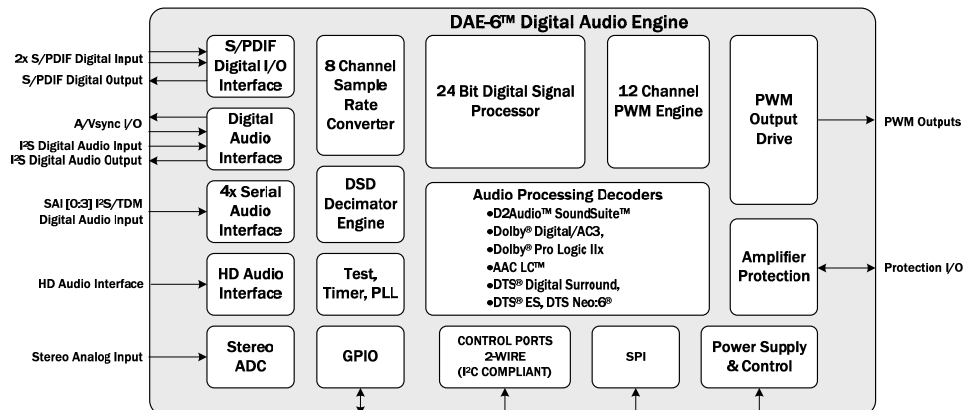 DAE-6™ Digital Audio Engine
2x S/PDIF Digital Input
S/PDIF Digital Output
A/Vsync I/O
I²S Digital Audio Input
I²S Digital Audio Output
SAI [0:3] I²S/TDM
Digital Audio Input
HD Audio Interface
Stereo Analog Input
S/PDIF
Digital I/O
Interface
Digital
Audio
Interface
4x Serial
Audio
Interface
HD Audio
Interface
Stereo
ADC
8 Channel
Sample
Rate
Converter
DSD
Decimator
Engine
Test,
Timer, PLL
GPIO
24 Bit Digital Signal
Processor
12 Channel
PWM Engine
Audio Processing Decoders
•D2Audio™ SoundSuite™
•Dolby® Digital/AC3,
•Dolby® Pro Logic IIx
•AAC LC™
•DTS® Digital Surround,
•DTS® ES, DTS Neo:6®
CONTROL PORTS
2-WIRE
(I²C COMPLIANT)
SPI
PWM
Output
Drive
Amplifier
Protection
Power Supply
& Control
PWM Outputs
Protection I/O